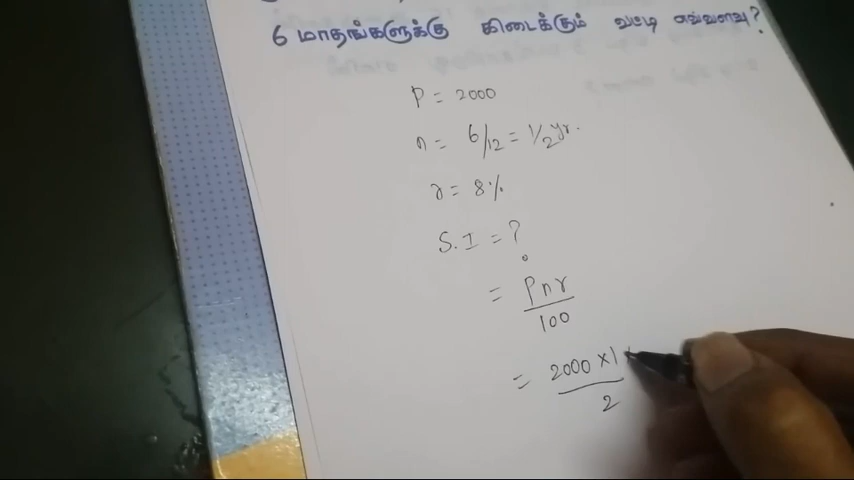 6 மாதங்களுக்கு கிடைக்கும் வட்டி எவ்வளவு?
P = 2000
n = 6/12 = 1/2 yr.
r = 8%
S.I = ?
= Pnr
100
= 2000 × 1
2